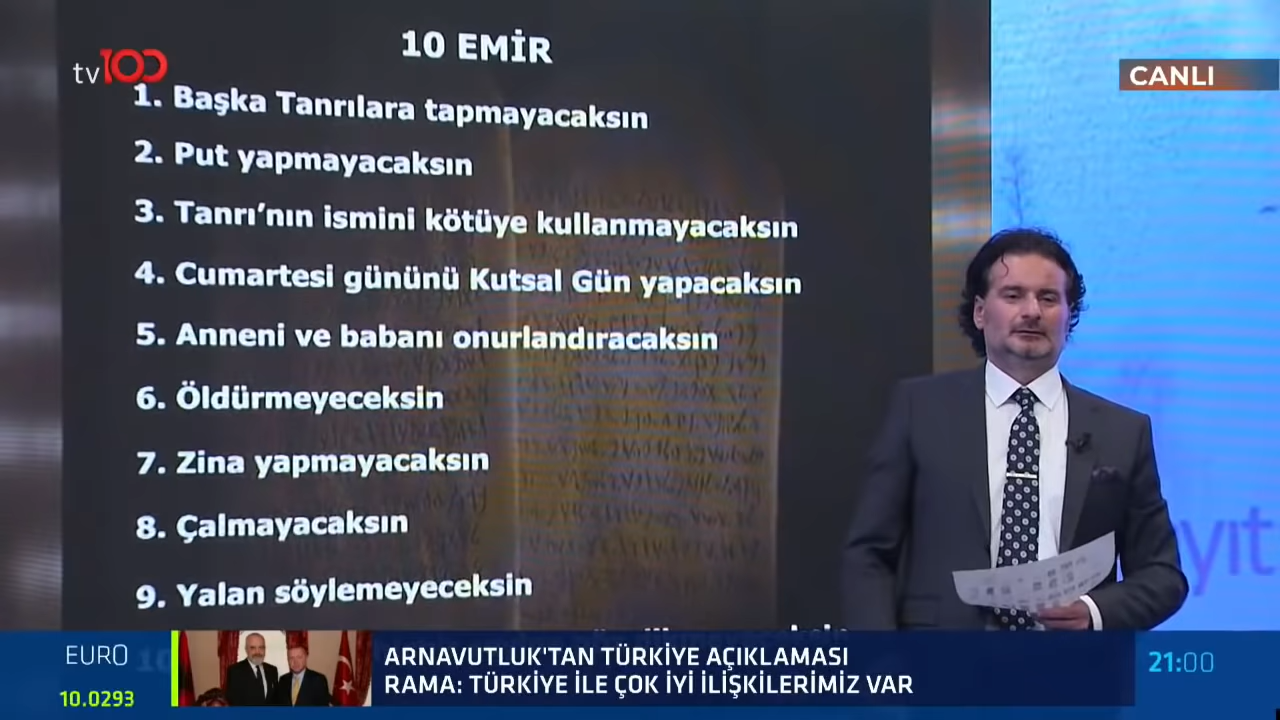 10 EMİR
tv100
CANLI
1. Başka Tanrılara tapmayacaksın
2. Put yapmayacaksın
3. Tanrı'nın ismini kötüye kullanmayacaksın
4. Cumartesi gününü Kutsal Gün yapacaksın
5. Anneni ve babanı onurlandıracaksın
6. Öldürmeyeceksin
7. Zina yapmayacaksın
8. Çalmayacaksın
9. Yalan söylemeyeceksin
10
yıt
EURO
10.0293
ARNAVUTLUK'TAN TÜRKİYE AÇIKLAMASI
RAMA: TÜRKİYE İLE ÇOK İYİ İLİŞKİLERİMİZ VAR
21:00